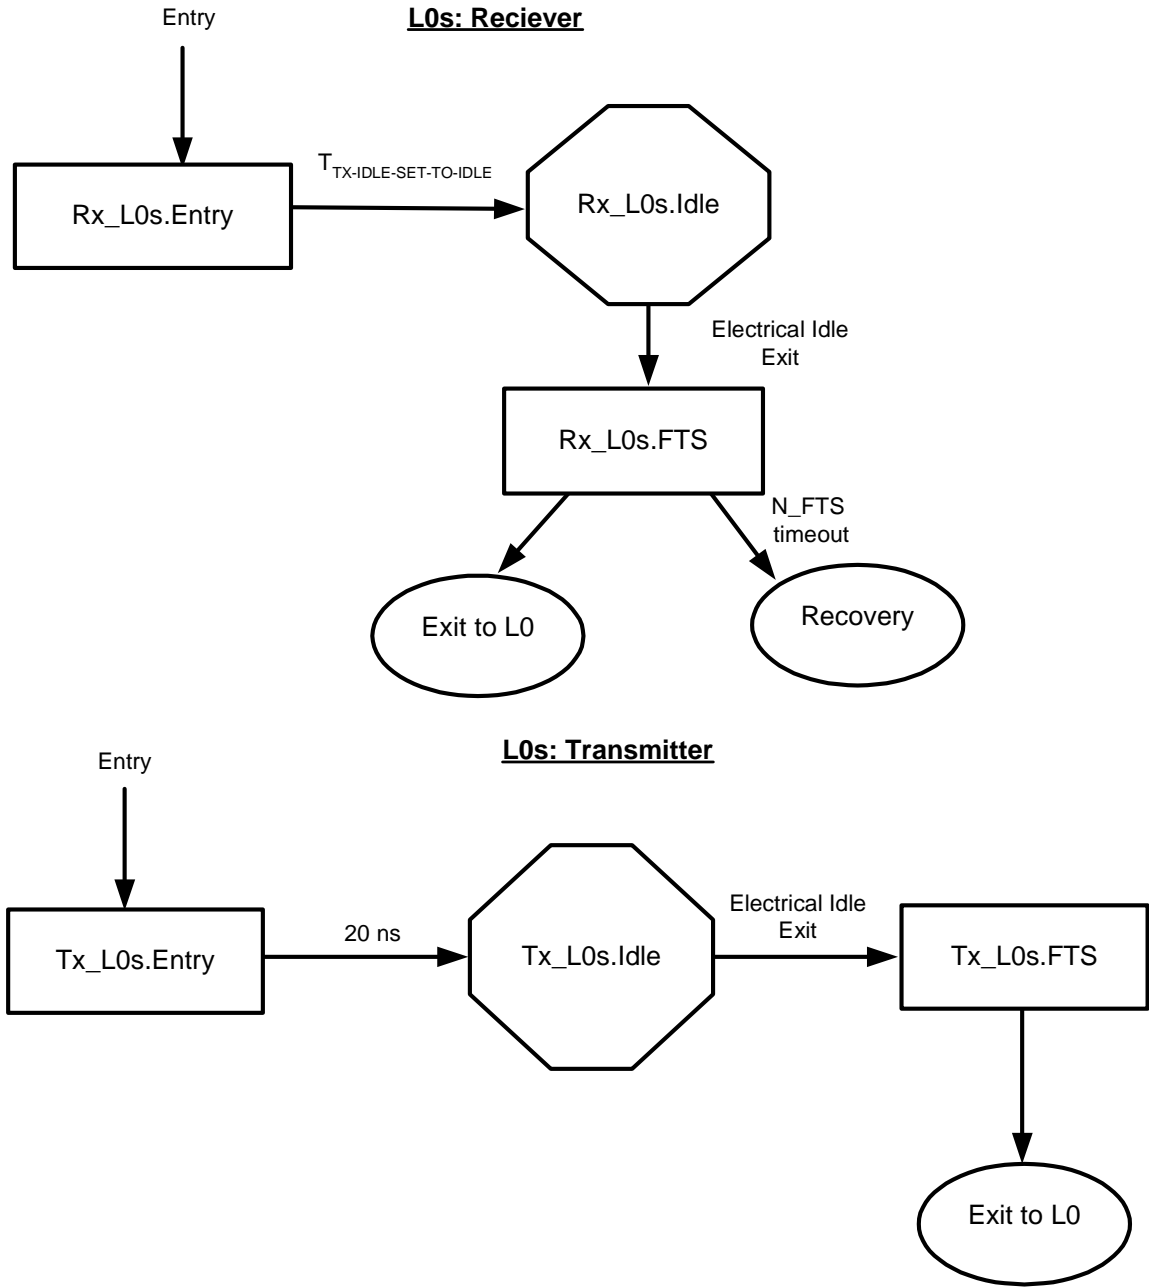 Entry
L0s: Reciever
T TX-IDLE-SET-TO-IDLE
Rx_L0s.Entry
Rx_L0s.Idle
Electrical Idle
Exit
Rx_L0s.FTS
N_FTS
timeout
Exit to L0
Recovery
L0s: Transmitter
Entry
20 ns
Electrical Idle
Exit
Tx_L0s.Entry
Tx_L0s.Idle
Tx_L0s.FTS
Exit to L0